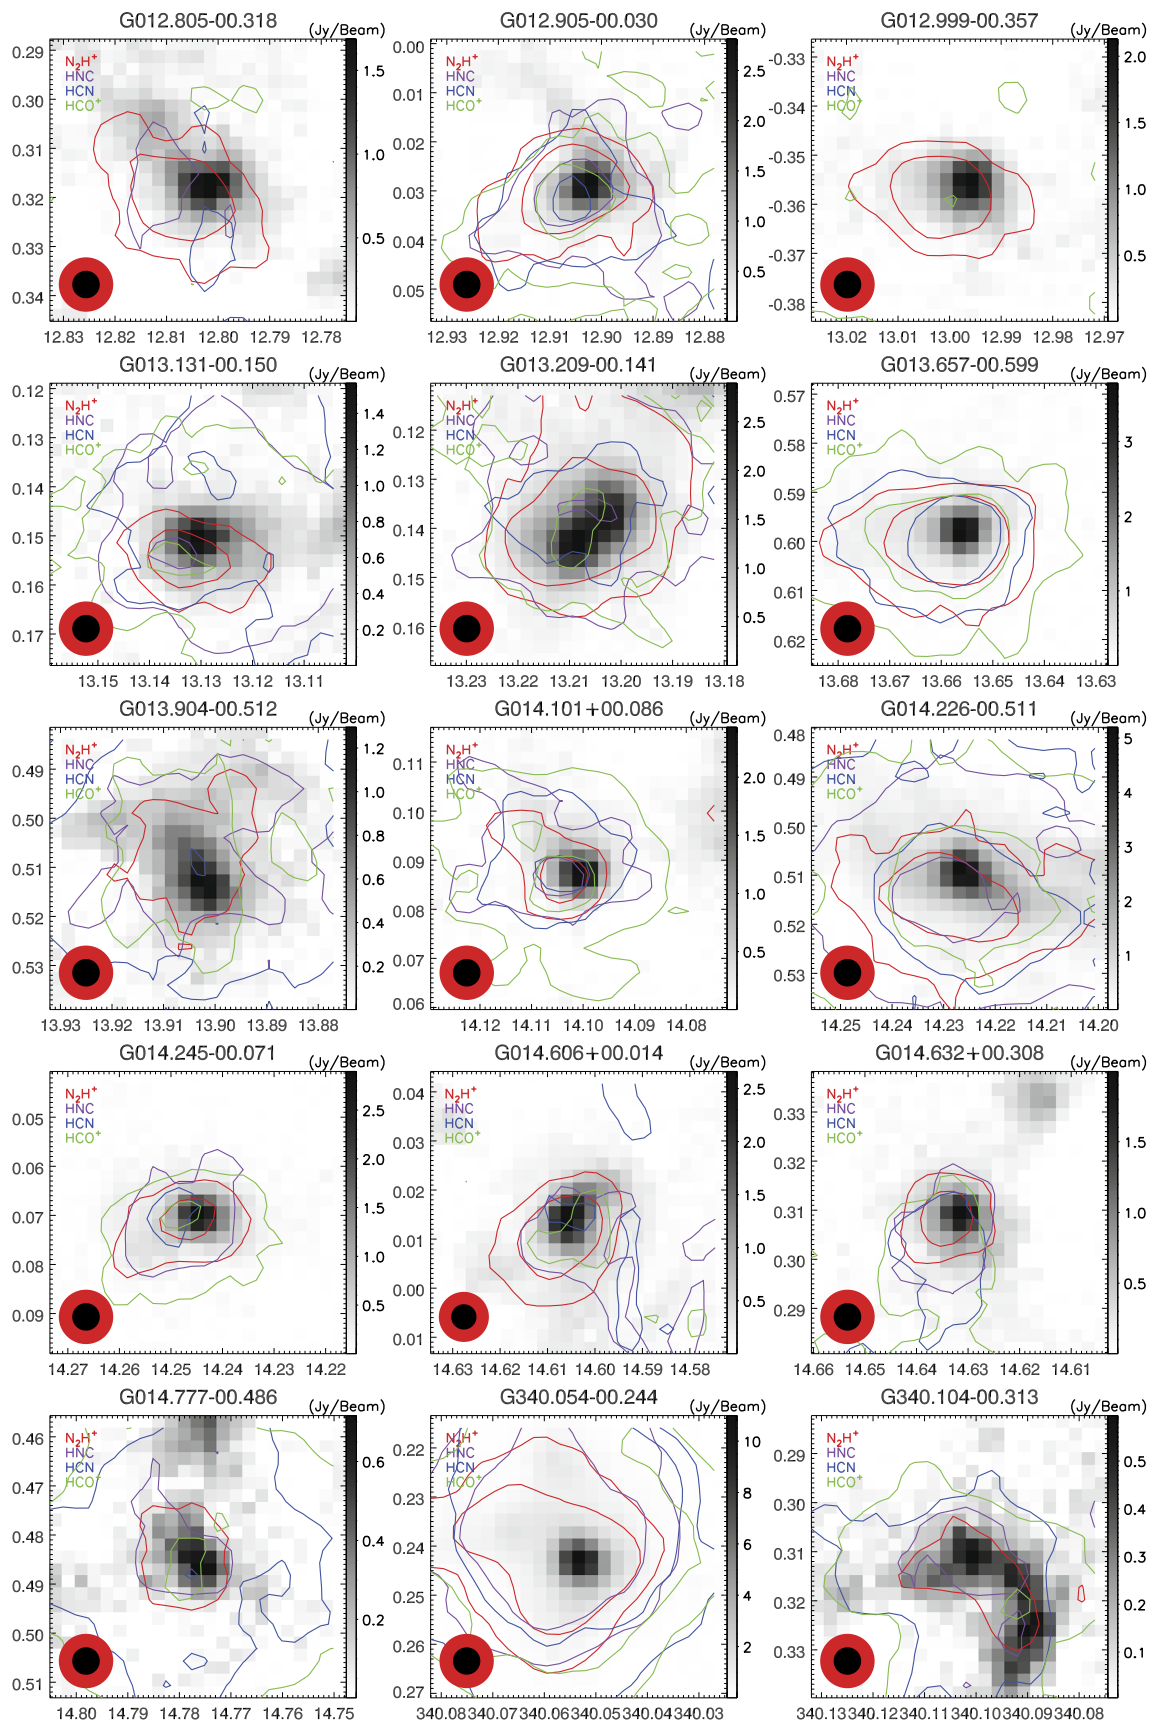 G012.805-00.318
(Jy/Beam)
N2H+
HNC
HCN
HCO+
0.29
0.30
0.31
0.32
0.33
0.34
12.83 12.82 12.81 12.80 12.79 12.78
1.5
1.0
0.5
G012.905-00.030
(Jy/Beam)
N2H+
HNC
HCN
HCO+
0.00
0.01
0.02
0.03
0.04
0.05
12.93 12.92 12.91 12.90 12.89 12.88
2.5
2.0
1.5
1.0
0.5
G012.999-00.357
(Jy/Beam)
N2H+
HNC
HCN
HCO+
-0.33
-0.34
-0.35
-0.36
-0.37
-0.38
13.02 13.01 13.00 12.99 12.98 12.97
2.0
1.5
1.0
0.5
G013.131-00.150
(Jy/Beam)
N2H+
HNC
HCN
HCO+
0.12
0.13
0.14
0.15
0.16
0.17
13.15 13.14 13.13 13.12 13.11
1.4
1.2
1.0
0.8
0.6
0.4
0.2
G013.209-00.141
(Jy/Beam)
N2H+
HNC
HCN
HCO+
0.12
0.13
0.14
0.15
0.16
13.23 13.22 13.21 13.20 13.19 13.18
2.5
2.0
1.5
1.0
0.5
G013.657-00.599
(Jy/Beam)
N2H+
HNC
HCN
HCO+
0.57
0.58
0.59
0.60
0.61
0.62
13.68 13.67 13.66 13.65 13.64 13.63
3
2
1
G013.904-00.512
(Jy/Beam)
N2H+
HNC
HCN
HCO+
0.49
0.50
0.51
0.52
0.53
13.93 13.92 13.91 13.90 13.89 13.88
1.2
1.0
0.8
0.6
0.4
0.2
G014.101+00.086
(Jy/Beam)
N2H+
HNC
HCN
HCO+
0.11
0.10
0.09
0.08
0.07
0.06
14.12 14.11 14.10 14.09 14.08
2.0
1.5
1.0
0.5
G014.226-00.511
(Jy/Beam)
N2H+
HNC
HCN
HCO+
0.48
0.49
0.50
0.51
0.52
0.53
14.25 14.24 14.23 14.22 14.21 14.20
5
4
3
2
1
G014.245-00.071
(Jy/Beam)
N2H+
HNC
HCN
HCO+
0.05
0.06
0.07
0.08
0.09
14.27 14.26 14.25 14.24 14.23 14.22
2.5
2.0
1.5
1.0
0.5
G014.606+00.014
(Jy/Beam)
N2H+
HNC
HCN
HCO+
0.04
0.03
0.02
0.01
0.00
0.01
14.63 14.62 14.61 14.60 14.59 14.58
2.5
2.0
1.5
1.0
0.5
G014.632+00.308
(Jy/Beam)
N2H+
HNC
HCN
HCO+
0.33
0.32
0.31
0.30
0.29
14.66 14.65 14.64 14.63 14.62 14.61
1.5
1.0
0.5
G014.777-00.486
(Jy/Beam)
N2H+
HNC
HCN
HCO+
0.46
0.47
0.48
0.49
0.50
0.51
14.80 14.79 14.78 14.77 14.76 14.75
0.6
0.4
0.2
G340.054-00.244
(Jy/Beam)
N2H+
HNC
HCN
HCO+
0.22
0.23
0.24
0.25
0.26
0.27
340.08 340.07 340.06 340.05 340.04 340.03
10
8
6
4
2
G340.104-00.313
(Jy/Beam)
N2H+
HNC
HCN
HCO+
0.29
0.30
0.31
0.32
0.33
340.13 340.12 340.11 340.10 340.09 340.08
0.5
0.4
0.3
0.2
0.1